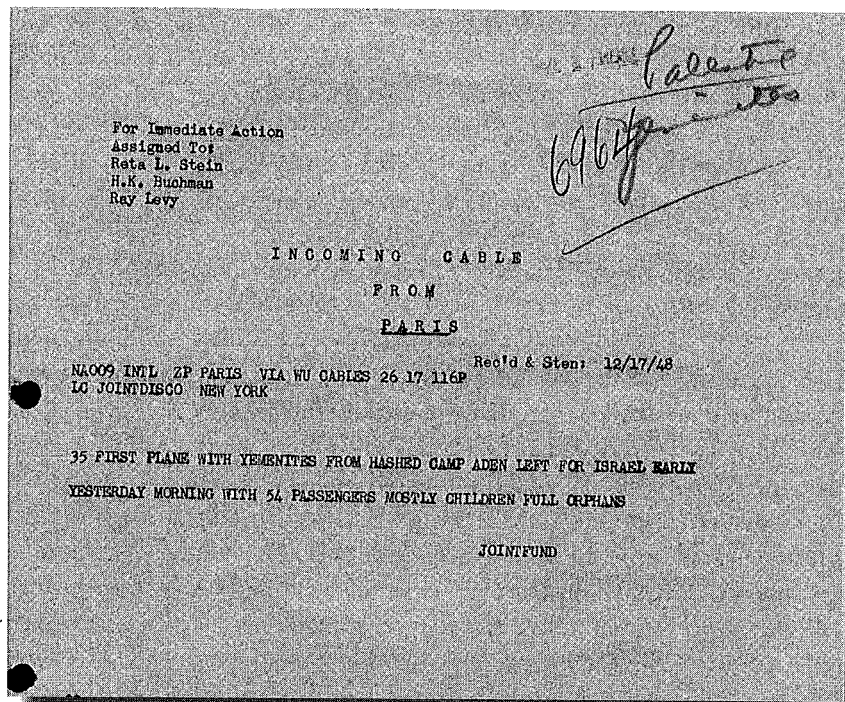 Palestine
696
For Immediate Action
Assigned To:
Reta L. Stein
H.K. Buchman
Ray Levy
INCOMING CABLE
FROM
PARIS
Rec'd & Sten: 12/17/48
NA009 INTL ZP PARIS VIA WU CABLES 26 17 116P
LC JOINTDISCO NEW YORK
35 FIRST PLANE WITH YEMENITES FROM HASHED CAMP ADEN LEFT FOR ISRAEL EARLY
YESTERDAY MORNING WITH 54 PASSENGERS MOSTLY CHILDREN FULL ORPHANS
JOINTFUND